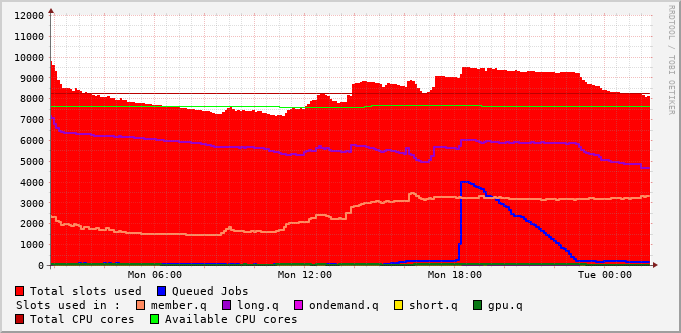 RRDTOOL / TOBI OETIKER
12000
11000
10000
9000
8000
7000
6000
5000
4000
3000
2000
1000
0
Mon 06:00 Mon 12:00 Mon 18:00 Tue 00:00
Total slots used Queued Jobs
Slots used in : member.q long.q ondemand.q short.q gpu.q
Total CPU cores Available CPU cores